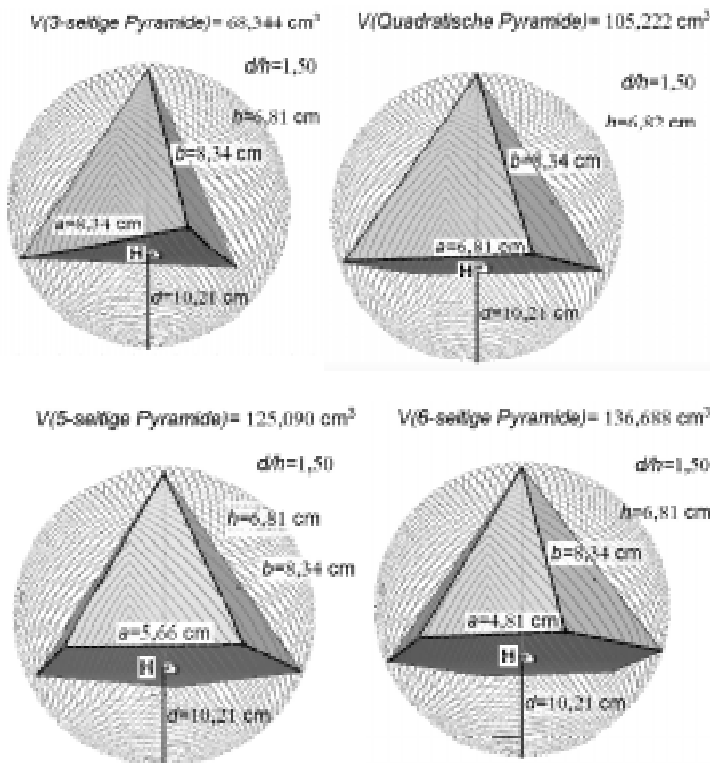 V(3-seitige Pyramide)= 68,344 cm³
d/h=1,50
h=6,81 cm
b=8,34 cm
a=8,34 cm
H
d=10,21 cm
V(Quadratische Pyramide)= 105,222 cm³
d/h=1,50
h=6,82 cm
b=8,34 cm
a=6,81 cm
H
d=10,21 cm
V(5-seitige Pyramide)= 125,090 cm³
d/h=1,50
h=6,81 cm
b=8,34 cm
a=5,66 cm
H
d=10,21 cm
V(6-seitige Pyramide)= 136,688 cm³
d/h=1,50
h=6,81 cm
b=8,34 cm
a=4,81 cm
H
d=10,21 cm